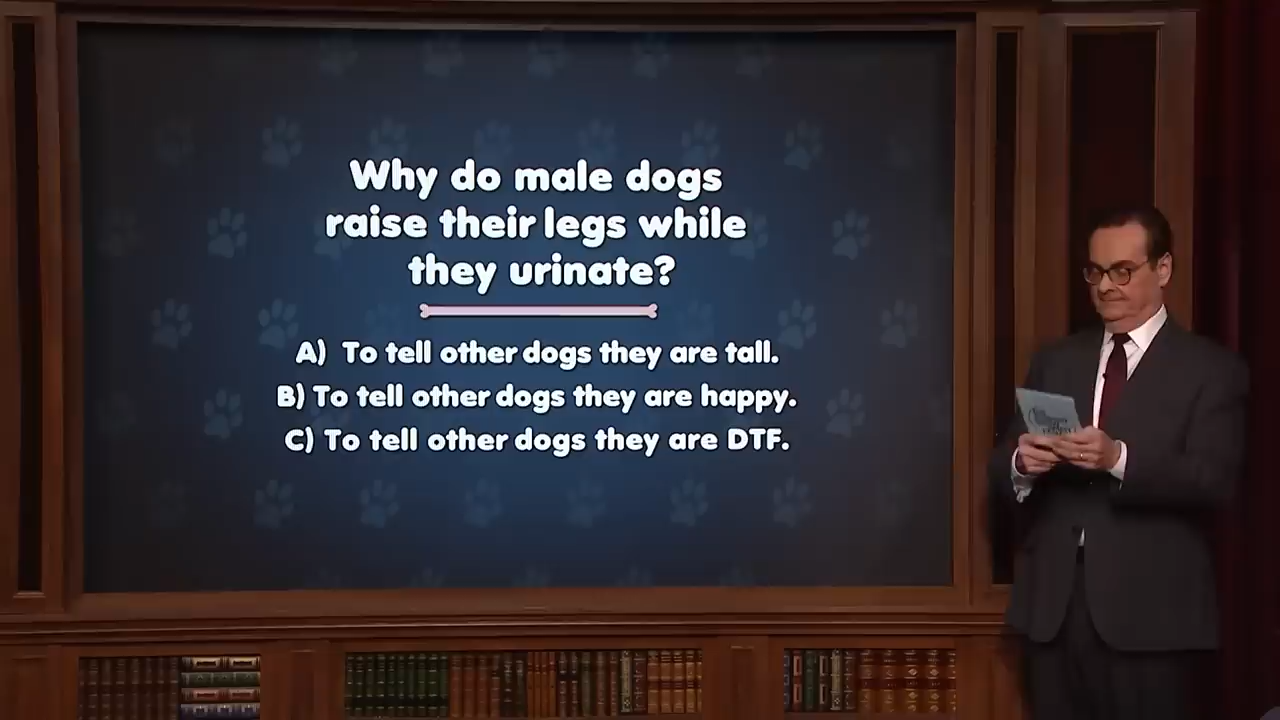 Why do male dogs
raise their legs while
they urinate?
A) To tell other dogs they are tall.
B) To tell other dogs they are happy.
C) To tell other dogs they are DTF.